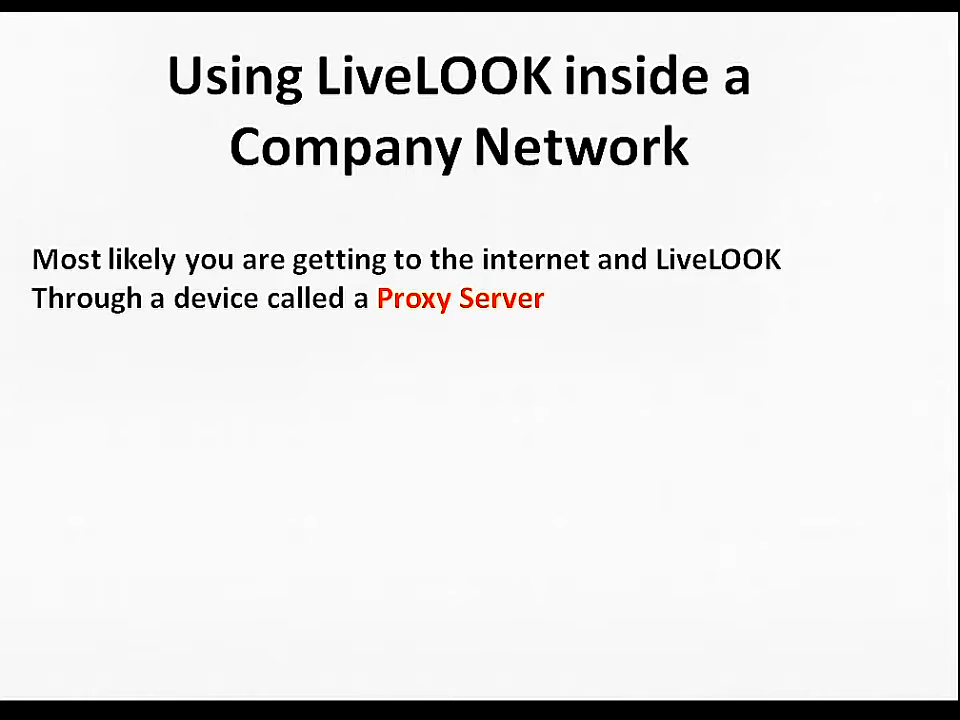 Using LiveLOOK inside a
Company Network
Most likely you are getting to the internet and LiveLOOK
Through a device called a Proxy Server